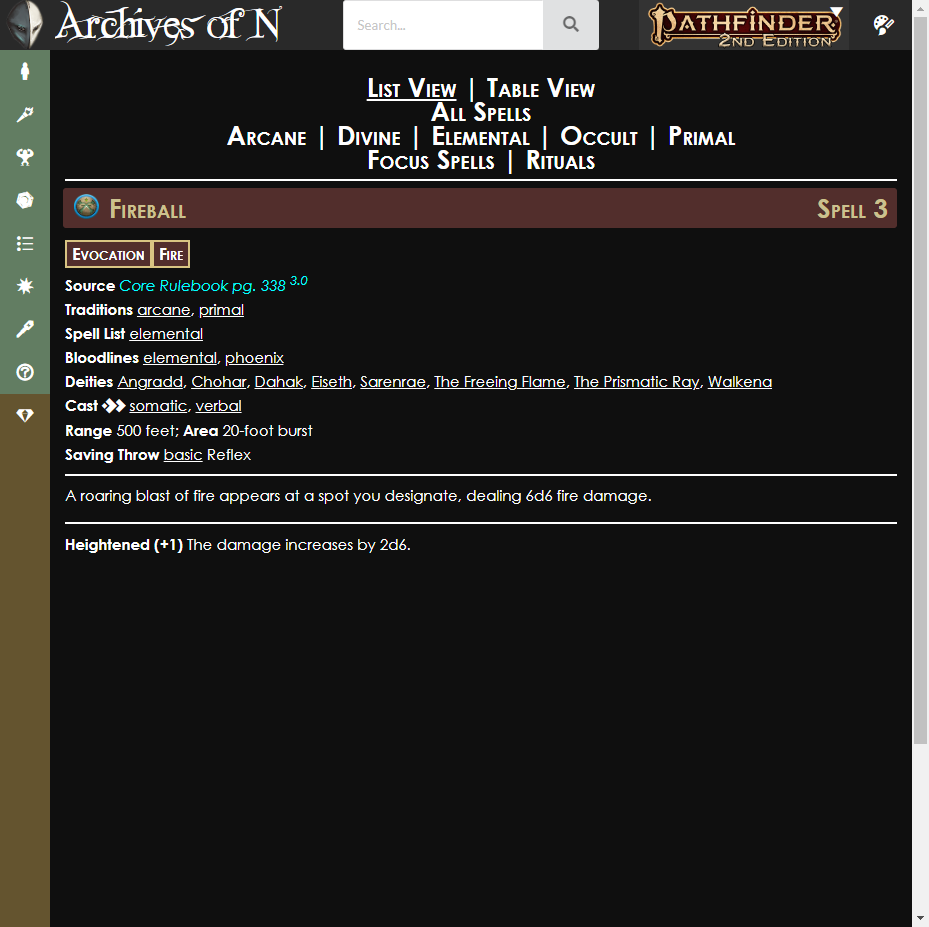 Archives of N
Search...
PATHFINDER
2ND EDITION
List View | Table View
All Spells
Arcane | Divine | Elemental | Occult | Primal
Focus Spells | Rituals
Fireball Spell 3
Evocation Fire
Source Core Rulebook pg. 338 3.0
Traditions arcane, primal
Spell List elemental
Bloodlines elemental, phoenix
Deities Angradd, Chohar, Dahak, Eiseth, Sarenrae, The Freeing Flame, The Prismatic Ray, Walkena
Cast somatic, verbal
Range 500 feet; Area 20-foot burst
Saving Throw basic Reflex
A roaring blast of fire appears at a spot you designate, dealing 6d6 fire damage.
Heightened (+1) The damage increases by 2d6.